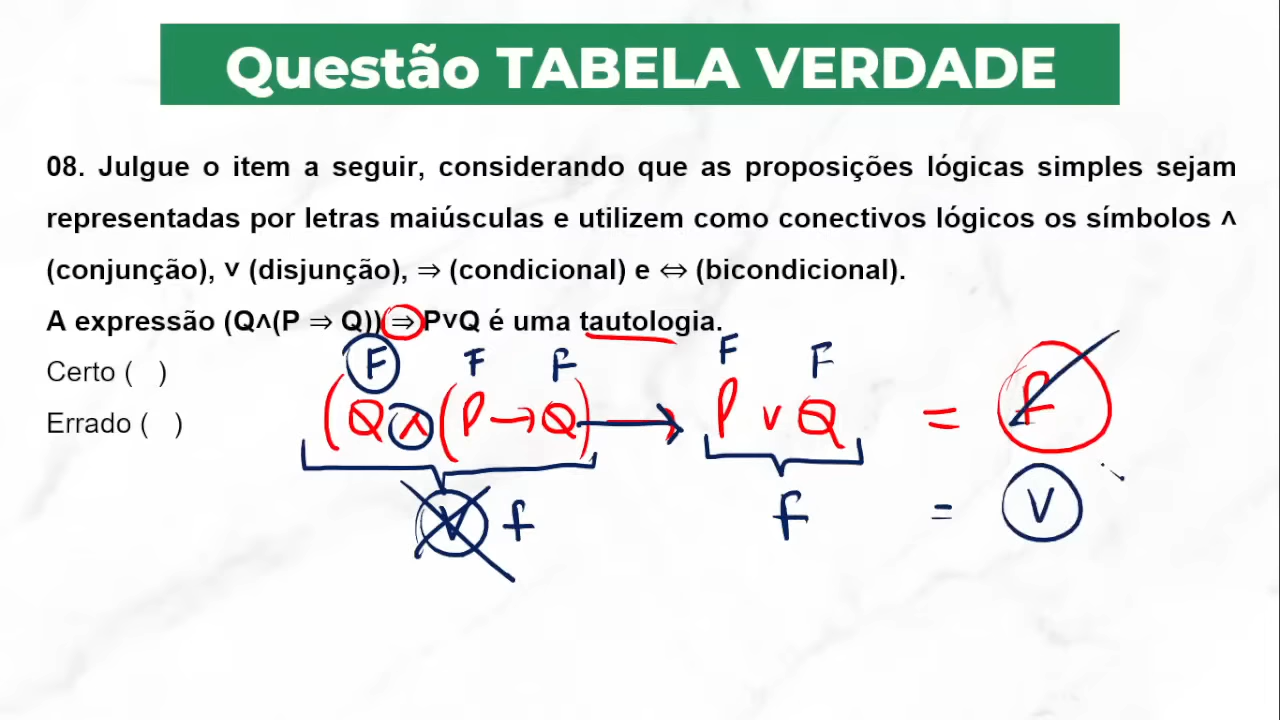 Questão TABELA VERDADE
08. Julgue o item a seguir, considerando que as proposições lógicas simples sejam
representadas por letras maiúsculas e utilizem como conectivos lógicos os símbolos ∧
(conjunção), ∨ (disjunção), ⇒ (condicional) e ⇔ (bicondicional).
A expressão (Q∧(P ⇒ Q)) ⇒ P∨Q é uma tautologia.
Certo ( )
Errado ( )
F F F F F
(Q ∧ (P → Q) → P ∨ Q = F
V f f = V